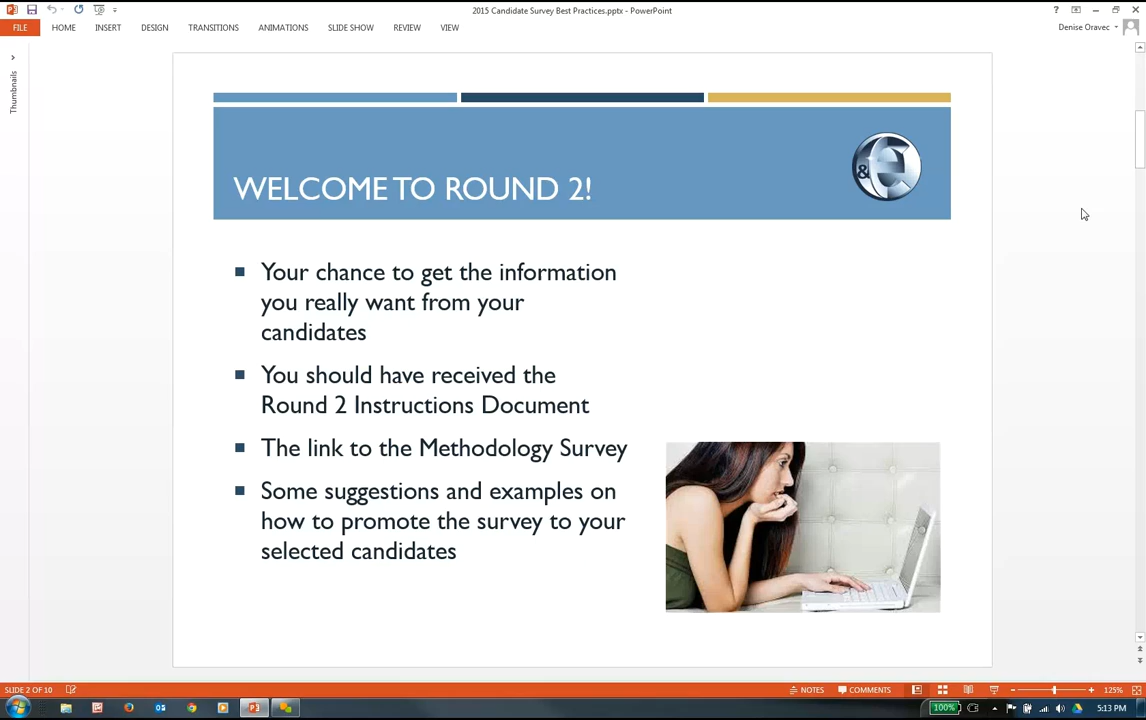 2015 Candidate Survey Best Practices.pptx - PowerPoint
FILE HOME INSERT DESIGN TRANSITIONS ANIMATIONS SLIDE SHOW REVIEW VIEW
Denise Oravec
Thumbnails
WELCOME TO ROUND 2!
&e
Your chance to get the information
you really want from your
candidates
You should have received the
Round 2 Instructions Document
The link to the Methodology Survey
Some suggestions and examples on
how to promote the survey to your
selected candidates
SLIDE 2 OF 10
NOTES COMMENTS
125%
100%
5:13 PM